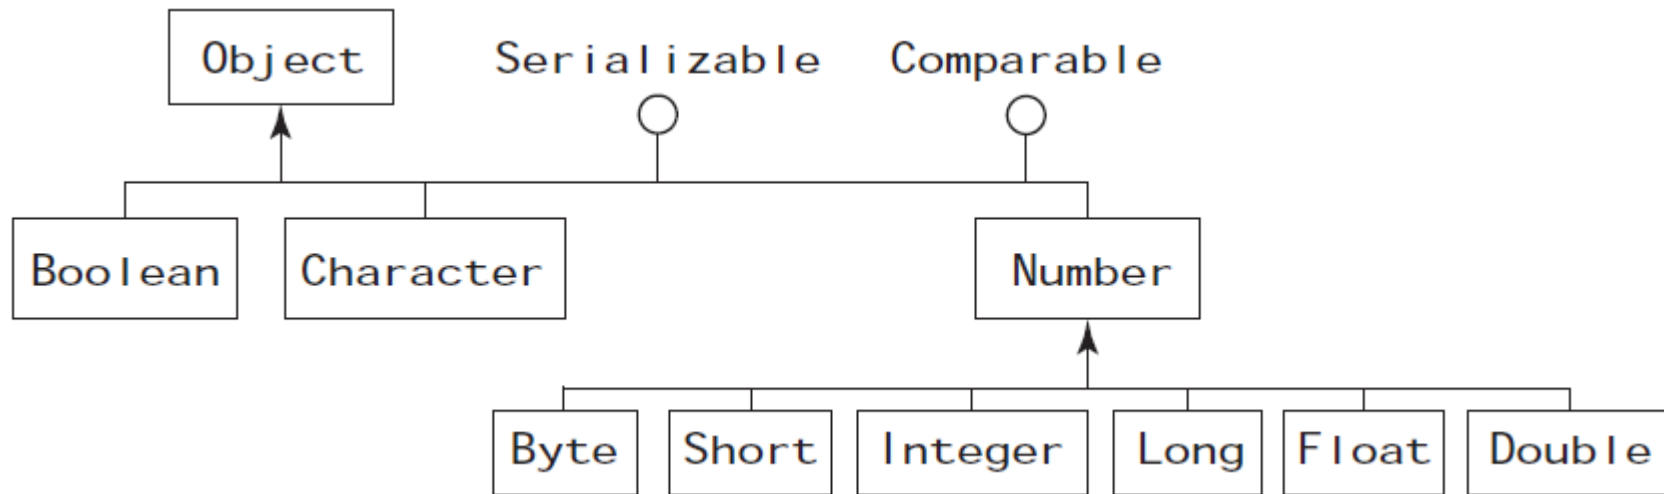 Object Serializable Comparable
Boolean Character Number
Byte Short Integer Long Float Double